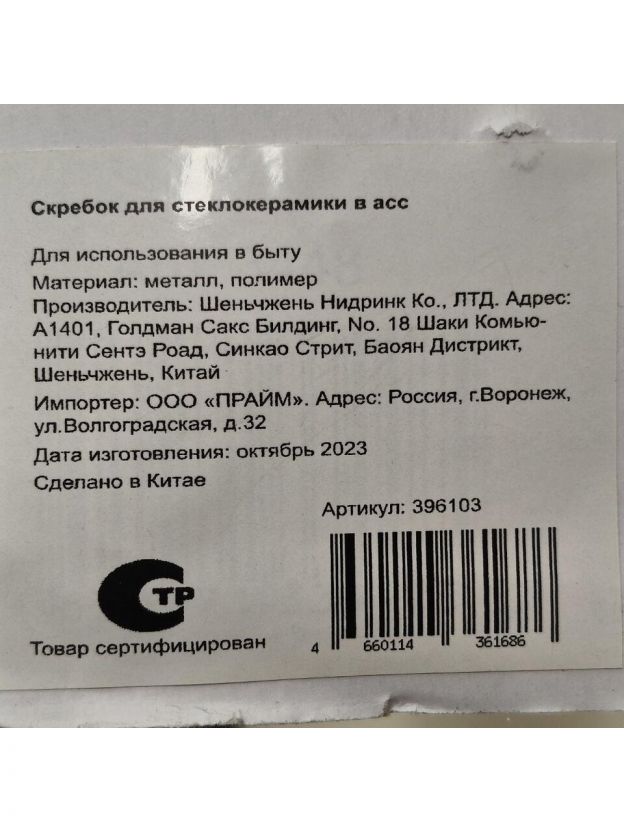 Скребок для стеклокерамики в асс
Для использования в быту
Материал: металл, полимер
Производитель: Шеньчжень Нидринк Ко., ЛТД. Адрес:
А1401, Голдман Сакс Билдинг, No. 18 Шаки Комью-
нити Сентэ Роад, Синкао Стрит, Баоян Дистрикт,
Шеньчжень, Китай
Импортер: ООО «ПРАЙМ». Адрес: Россия, г.Воронеж,
ул.Волгоградская, д.32
Дата изготовления: октябрь 2023
Сделано в Китае
Артикул: 396103
СТР
Товар сертифицирован
4 660114 361686